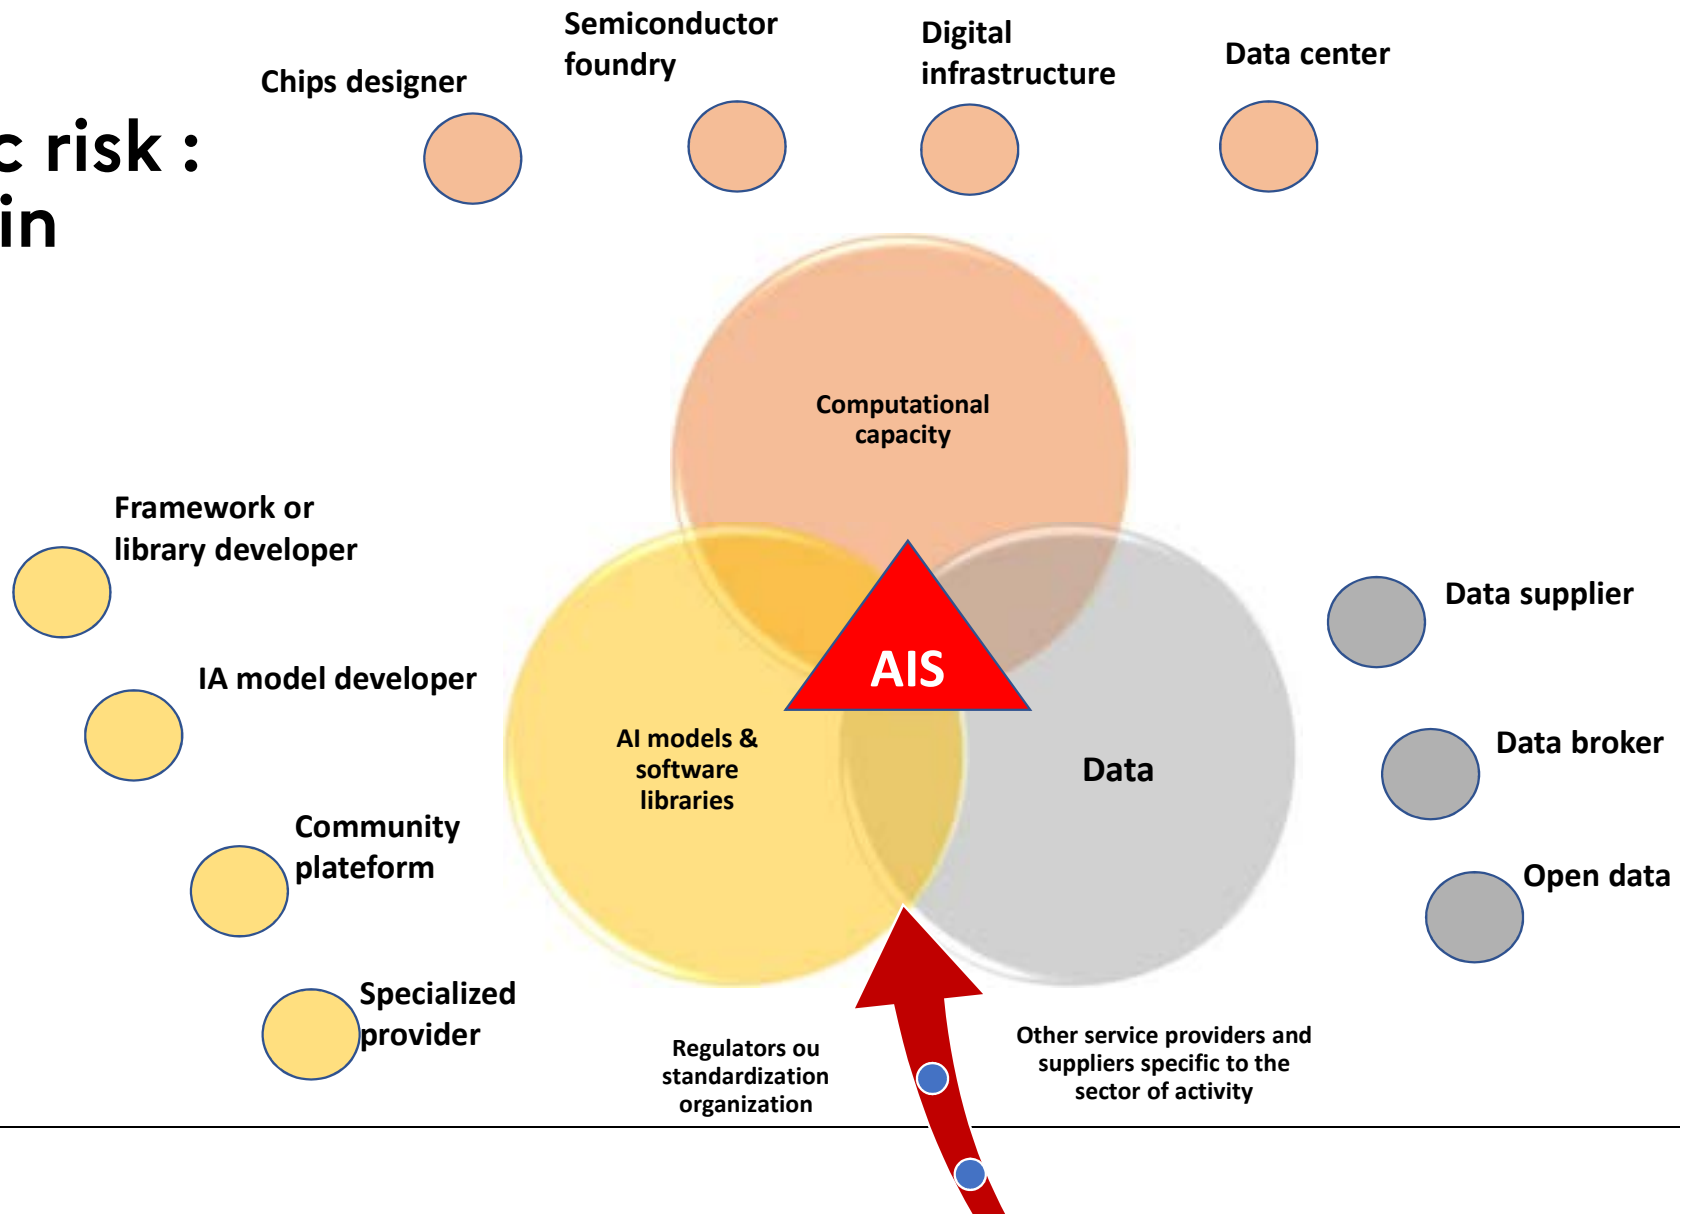 c risk :
in
Chips designer
Semiconductor
foundry
Digital
infrastructure
Data center
Computational
capacity
Framework or
library developer
IA model developer
Community
plateform
Specialized
provider
AIS
AI models &
software
libraries
Data
Data supplier
Data broker
Open data
Regulators ou
standardization
organization
Other service providers and
suppliers specific to the
sector of activity